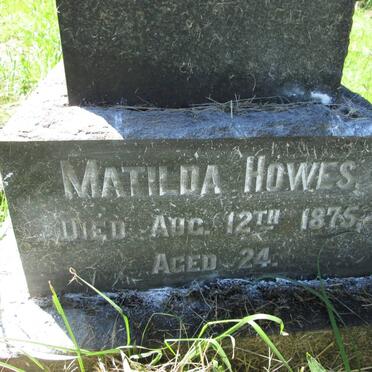 MATILDA HOWES,
DIED AUG. 12TH 1875,
AGED 24.